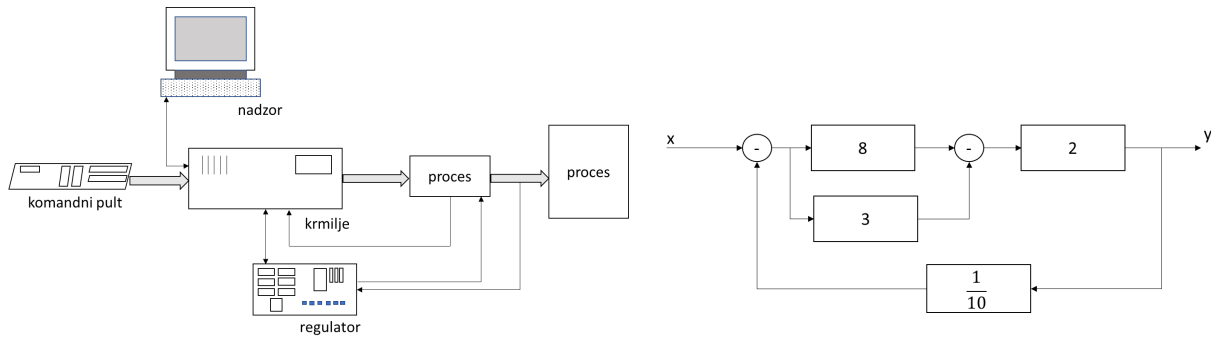 nadzor
komandni pult
krmilje
proces
proces
regulator
x
-
8
-
2
y
3
1
10